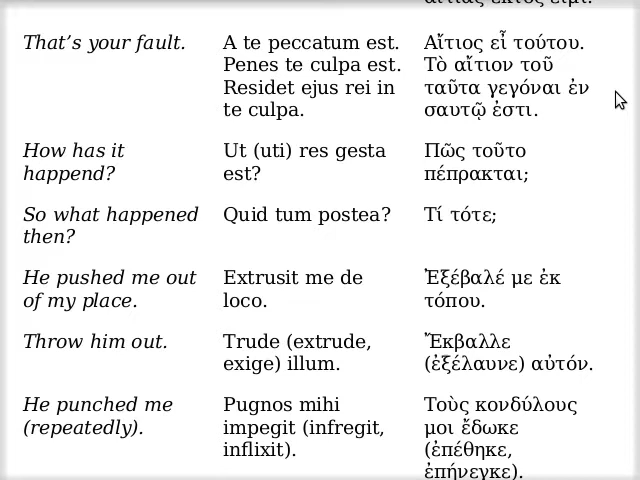 αἰτίας ἐκτός εἰμι.
That’s your fault.
A te peccatum est.
Penes te culpa est.
Residet ejus rei in
te culpa.
Αἴτιος εἶ τούτου.
Τὸ αἴτιον τοῦ
ταῦτα γεγόναι ἐν
σαυτῷ ἐστι.
How has it
happend?
Ut (uti) res gesta
est?
Πῶς τοῦτο
πέπρακται;
So what happened
then?
Quid tum postea?
Τί τότε;
He pushed me out
of my place.
Extrusit me de
loco.
Ἐξέβαλέ με ἐκ
τόπου.
Throw him out.
Trude (extrude,
exige) illum.
Ἔκβαλλε
(ἐξέλαυνε) αὐτόν.
He punched me
(repeatedly).
Pugnos mihi
impegit (infregit,
inflixit).
Τοὺς κονδύλους
μοι ἔδωκε
(ἐπέθηκε,
ἐπήνεγκε).